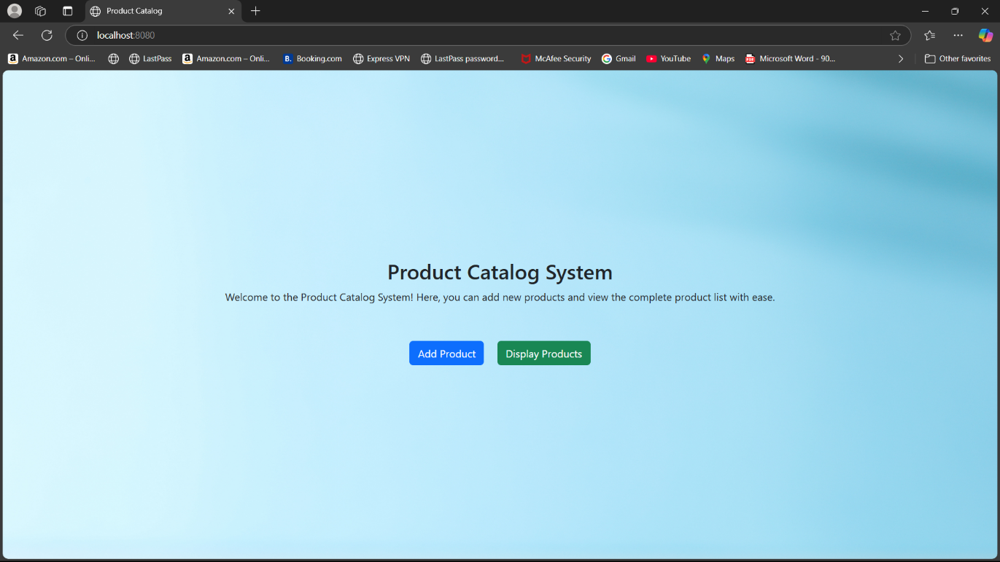 Product Catalog
localhost:8080
Amazon.com – Onli... LastPass Amazon.com – Onli... B. Booking.com Express VPN LastPass password... McAfee Security Gmail YouTube Maps PDF Microsoft Word - 90... Other favorites
Product Catalog System
Welcome to the Product Catalog System! Here, you can add new products and view the complete product list with ease.
Add Product Display Products